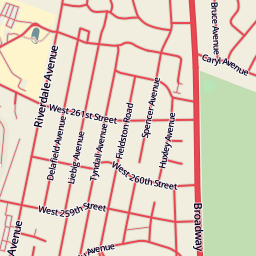 Bruce Avenue
Caryl Avenue
Riverdale Avenue
West 261st Street
Delafield Avenue
Liebig Avenue
Tyndall Avenue
Fieldston Road
Spencer Avenue
Huxley Avenue
West 260th Street
West 259th Street
Broadway
Avenue
Avenue